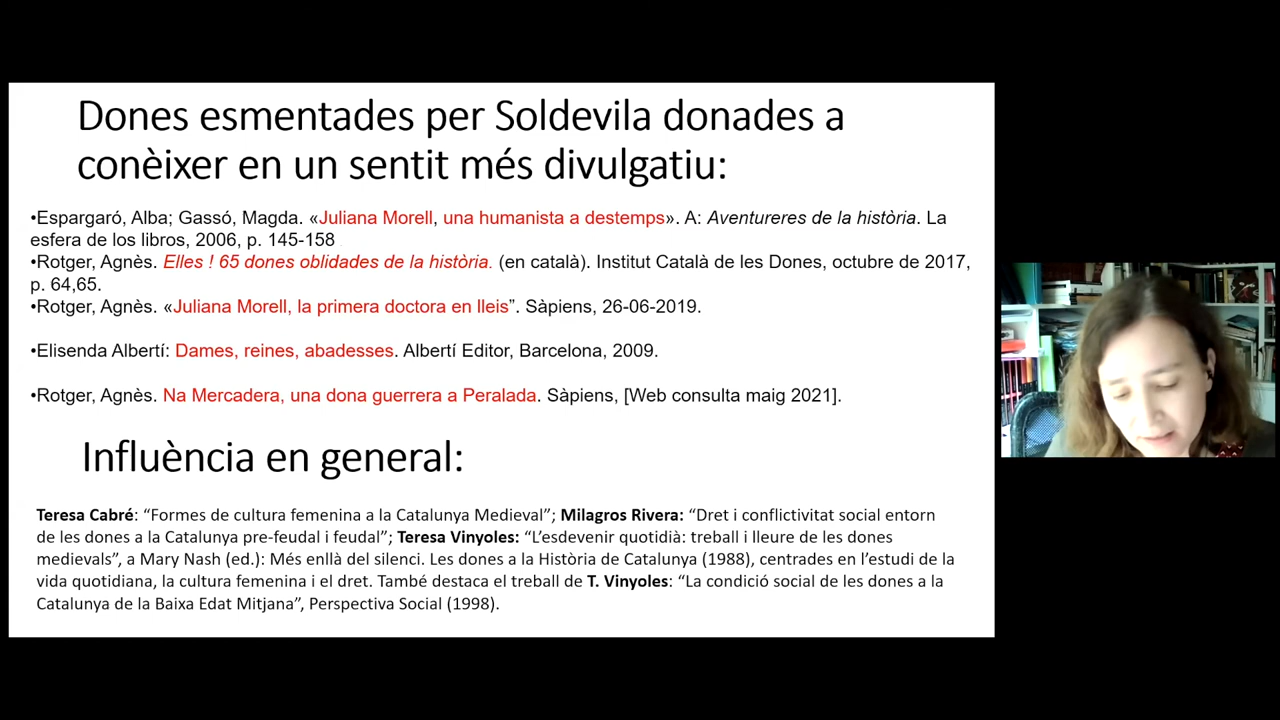 Dones esmentades per Soldevila donades a
conèixer en un sentit més divulgatiu:
•Espargaró, Alba; Gassó, Magda. «Juliana Morell, una humanista a destemps». A: Aventureres de la història. La
esfera de los libros, 2006, p. 145-158
•Rotger, Agnès. Elles ! 65 dones oblidades de la història. (en català). Institut Català de les Dones, octubre de 2017,
p. 64,65.
•Rotger, Agnès. «Juliana Morell, la primera doctora en lleis”. Sàpiens, 26-06-2019.
•Elisenda Albertí: Dames, reines, abadesses. Albertí Editor, Barcelona, 2009.
•Rotger, Agnès. Na Mercadera, una dona guerrera a Peralada. Sàpiens, [Web consulta maig 2021].
Influència en general:
Teresa Cabré: “Formes de cultura femenina a la Catalunya Medieval”; Milagros Rivera: “Dret i conflictivitat social entorn
de les dones a la Catalunya pre-feudal i feudal”; Teresa Vinyoles: “L’esdevenir quotidià: treball i lleure de les dones
medievals”, a Mary Nash (ed.): Més enllà del silenci. Les dones a la Història de Catalunya (1988), centrades en l’estudi de la
vida quotidiana, la cultura femenina i el dret. També destaca el treball de T. Vinyoles: “La condició social de les dones a la
Catalunya de la Baixa Edat Mitjana”, Perspectiva Social (1998).